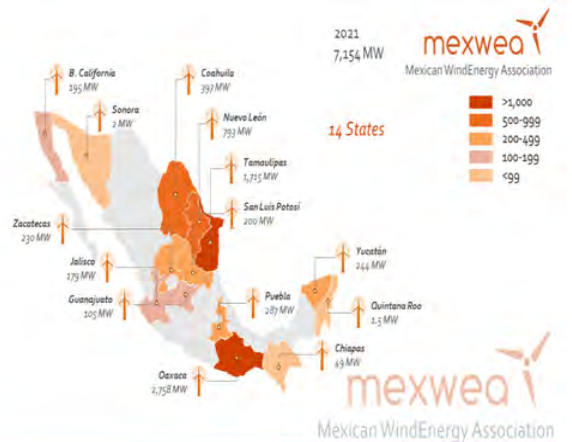 2021
7,154 MW
mexwea
Mexican WindEnergy Association
>1,000
500-999
200-499
100-199
<99
14 States
B. California
195 MW
Sonora
2 MW
Coahuila
397 MW
Nuevo León
793 MW
Tamaulipas
1,715 MW
San Luis Potosí
200 MW
Zacatecas
230 MW
Jalisco
179 MW
Guanajuato
105 MW
Puebla
287 MW
Yucatán
244 MW
Quintana Roo
1.5 MW
Chiapas
49 MW
Oaxaca
2,758 MW
mexwea
Mexican WindEnergy Association